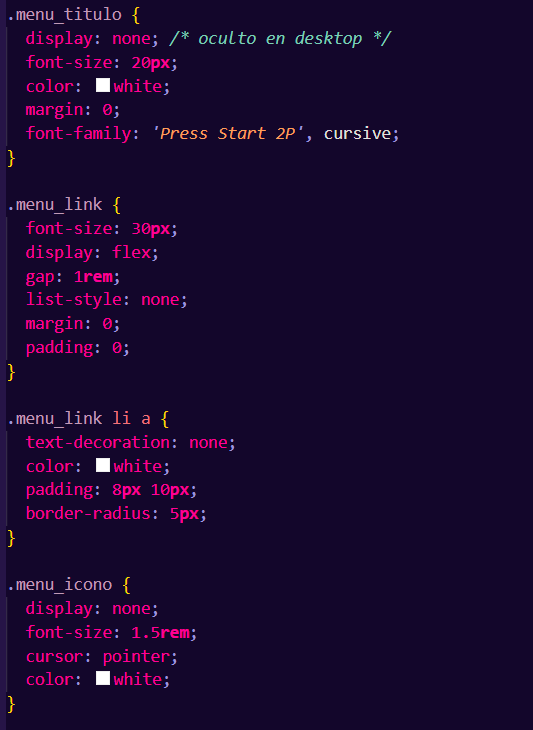 .menu_titulo {
display: none; /* oculto en desktop */
font-size: 20px;
color: white;
margin: 0;
font-family: 'Press Start 2P', cursive;
}
.menu_link {
font-size: 30px;
display: flex;
gap: 1rem;
list-style: none;
margin: 0;
padding: 0;
}
.menu_link li a {
text-decoration: none;
color: white;
padding: 8px 10px;
border-radius: 5px;
}
.menu_icono {
display: none;
font-size: 1.5rem;
cursor: pointer;
color: white;
}